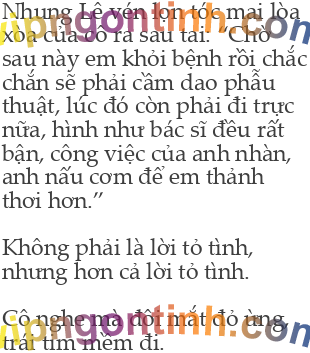 Nhung Lê vén lọn tóc mai lòa
xòa của cô ra sau tai. “Chờ
sau này em khỏi bệnh rồi chắc
chắn sẽ phải cầm dao phẫu
thuật, lúc đó còn phải đi trực
nữa, hình như bác sĩ đều rất
bận, công việc của anh nhàn,
anh nấu cơm để em thảnh
thơi hơn.”
Không phải là lời tỏ tình,
nhưng hơn cả lời tỏ tình.
Cô nghe mà đôi mắt đỏ ửng,
trái tim mềm đi.
vipngontinh.com
vipngontinh.com